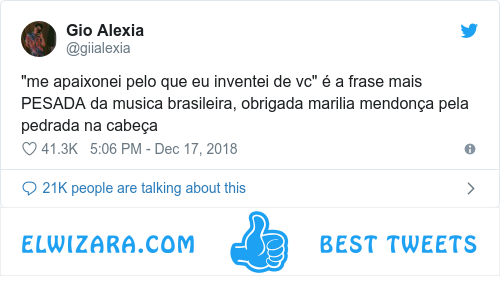 Gio Alexia
@giialexia
"me apaixonei pelo que eu inventei de vc" é a frase mais
PESADA da musica brasileira, obrigada marilia mendonça pela
pedrada na cabeça
41.3K 5:06 PM - Dec 17, 2018
21K people are talking about this
ELWIZARA.COM BEST TWEETS